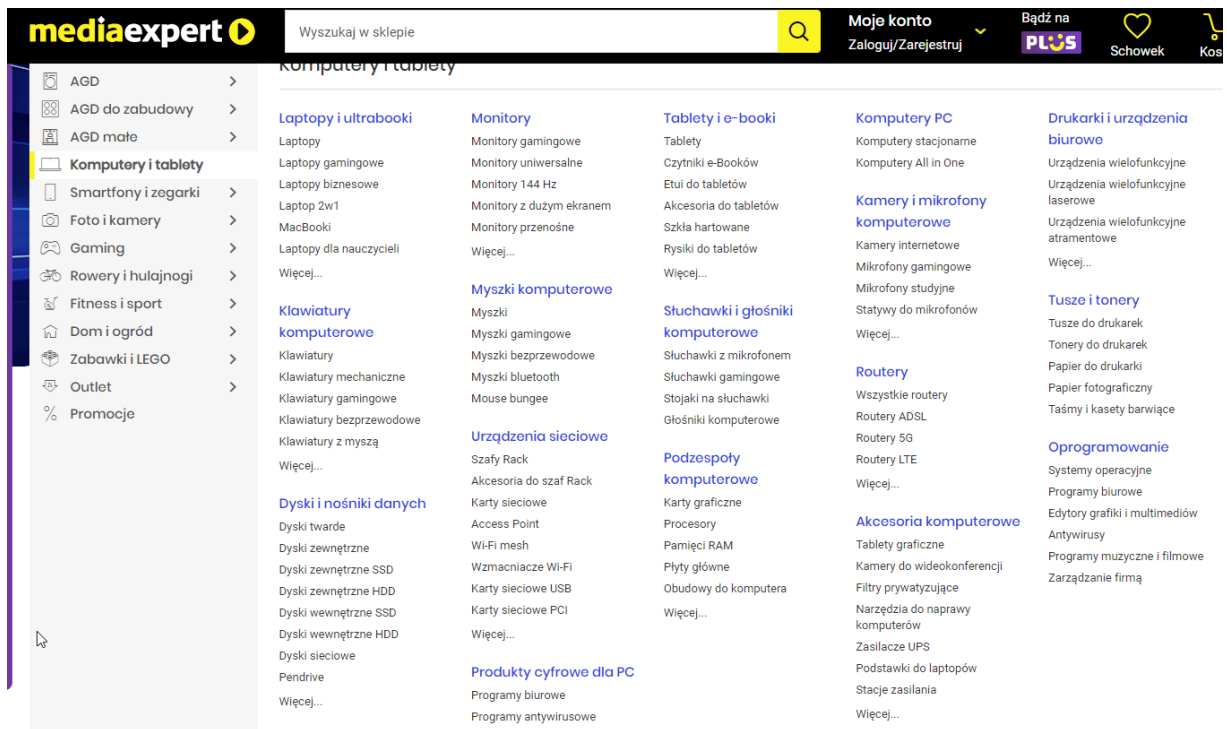 mediaexpert
Wyszukaj w sklepie
Moje konto
Zaloguj/Zarejestruj
Bądź na
PLUS
Schowek
Kos
AGD
AGD do zabudowy
AGD małe
Komputery i tablety
Smartfony i zegarki
Foto i kamery
Gaming
Rowery i hulajnogi
Fitness i sport
Dom i ogród
Zabawki i LEGO
Outlet
Promocje
Komputery i tablety
Laptopy i ultrabooki
Laptopy
Laptopy gamingowe
Laptopy biznesowe
Laptop 2w1
MacBooki
Laptopy dla nauczycieli
Więcej...
Klawiatury
komputerowe
Klawiatury
Klawiatury mechaniczne
Klawiatury gamingowe
Klawiatury bezprzewodowe
Klawiatury z myszą
Więcej...
Dyski i nośniki danych
Dyski twarde
Dyski zewnętrzne
Dyski zewnętrzne SSD
Dyski zewnętrzne HDD
Dyski wewnętrzne SSD
Dyski wewnętrzne HDD
Dyski sieciowe
Pendrive
Więcej...
Monitory
Monitory gamingowe
Monitory uniwersalne
Monitory 144 Hz
Monitory z dużym ekranem
Monitory przenośne
Więcej...
Myszki komputerowe
Myszki
Myszki gamingowe
Myszki bezprzewodowe
Myszki bluetooth
Mouse bungee
Urządzenia sieciowe
Szafy Rack
Akcesoria do szaf Rack
Karty sieciowe
Access Point
Wi-Fi mesh
Wzmacniacze Wi-Fi
Karty sieciowe USB
Karty sieciowe PCI
Więcej...
Produkty cyfrowe dla PC
Programy biurowe
Programy antywirusowe
Tablety i e-booki
Tablety
Czytniki e-Booków
Etui do tabletów
Akcesoria do tabletów
Szkła hartowane
Rysiki do tabletów
Więcej...
Słuchawki i głośniki
komputerowe
Słuchawki z mikrofonem
Słuchawki gamingowe
Stojaki na słuchawki
Głośniki komputerowe
Podzespoły
komputerowe
Karty graficzne
Procesory
Pamięci RAM
Płyty główne
Obudowy do komputera
Więcej...
Komputery PC
Komputery stacjonarne
Komputery All in One
Kamery i mikrofony
komputerowe
Kamery internetowe
Mikrofony gamingowe
Mikrofony studyjne
Statywy do mikrofonów
Więcej...
Routery
Wszystkie routery
Routery ADSL
Routery 5G
Routery LTE
Więcej...
Akcesoria komputerowe
Tablety graficzne
Kamery do wideokonferencji
Filtry prywatyzujące
Narzędzia do naprawy
komputerów
Zasilacze UPS
Podstawki do laptopów
Stacje zasilania
Więcej...
Drukarki i urządzenia
biurowe
Urządzenia wielofunkcyjne
Urządzenia wielofunkcyjne
laserowe
Urządzenia wielofunkcyjne
atramentowe
Więcej...
Tusze i tonery
Tusze do drukarek
Tonery do drukarek
Papier do drukarki
Papier fotograficzny
Taśmy i kasety barwiące
Oprogramowanie
Systemy operacyjne
Programy biurowe
Edytory grafiki i multimediów
Antywirusy
Programy muzyczne i filmowe
Zarządzanie firmą